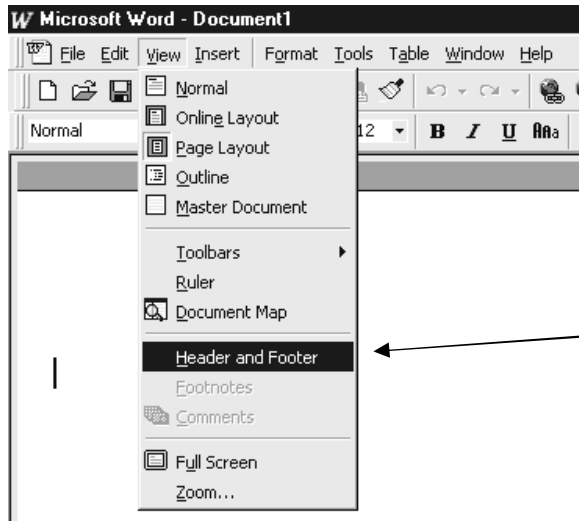 Microsoft Word - Document1
File Edit View Insert Format Tools Table Window Help
Normal 12 B I U AAa
Normal
Online Layout
Page Layout
Outline
Master Document
Toolbars
Ruler
Document Map
Header and Footer
Footnotes
Comments
Full Screen
Zoom...